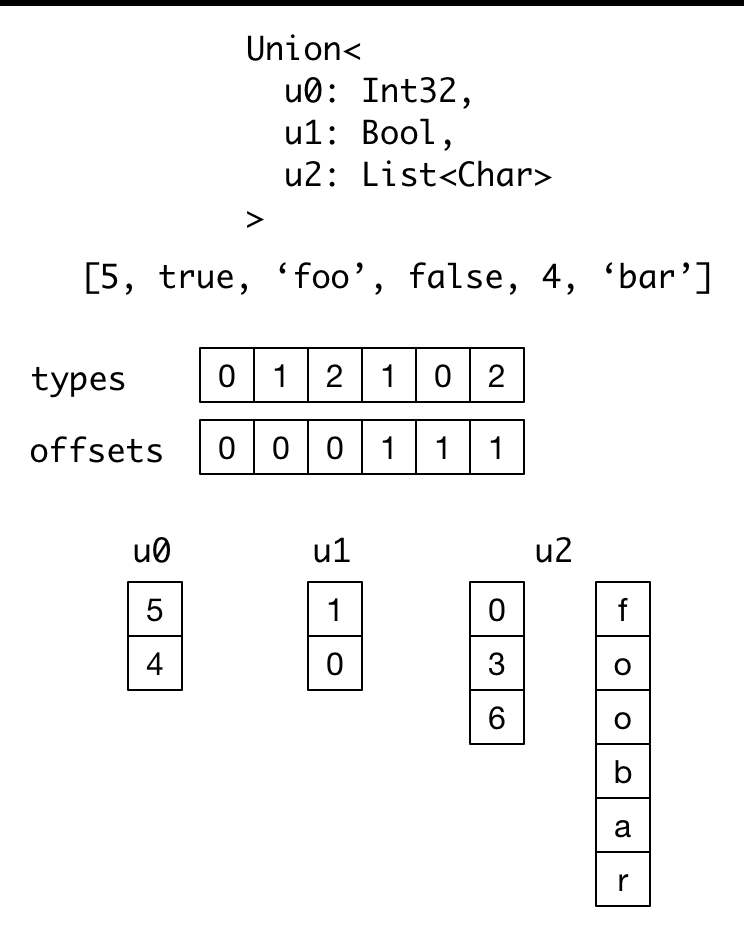 Union<
u0: Int32,
u1: Bool,
u2: List<Char>
>
[5, true, ‘foo’, false, 4, ‘bar’]
types 0 1 2 1 0 2
offsets 0 0 0 1 1 1
u0 u1 u2
5 1 0 f
4 0 3 o
6 o
b
a
r